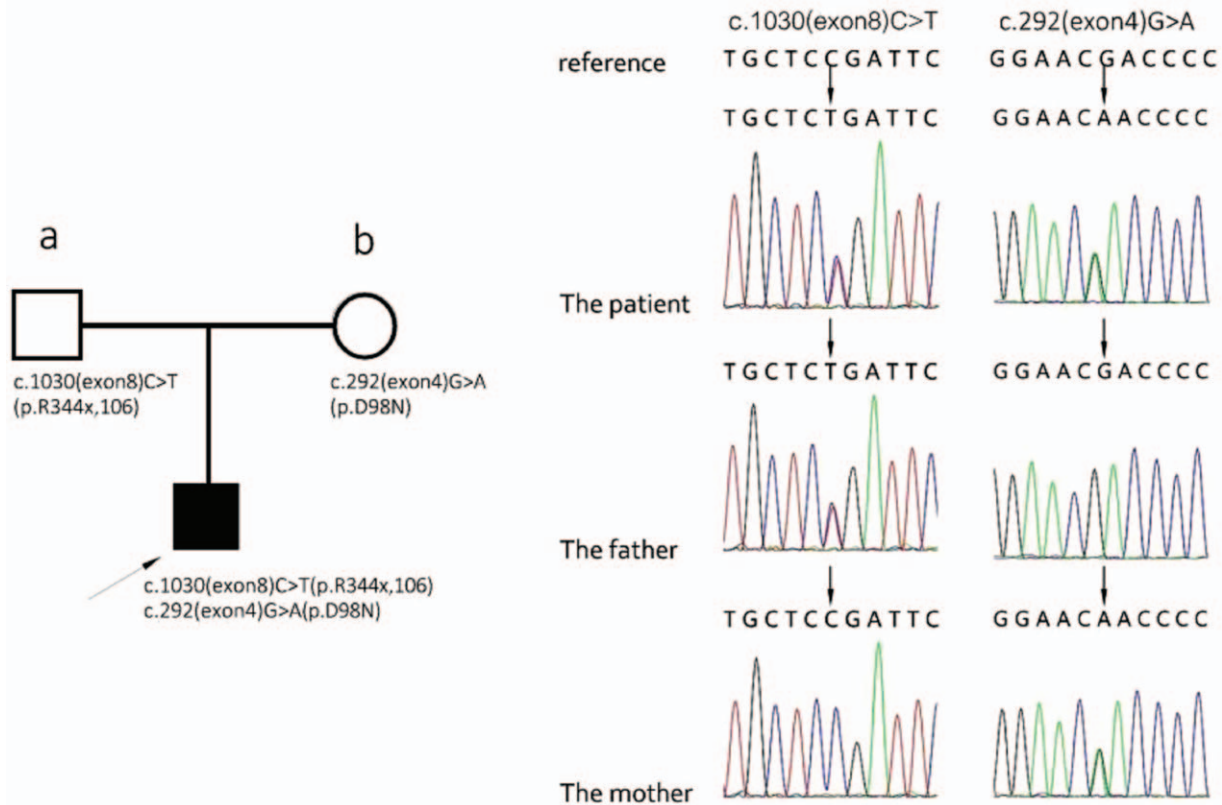 a
b
c.1030(exon8)C>T
(p.R344x,106)
c.292(exon4)G>A
(p.D98N)
c.1030(exon8)C>T(p.R344x,106)
c.292(exon4)G>A(p.D98N)
c.1030(exon8)C>T
c.292(exon4)G>A
reference
T G C T C C G A T T C
G G A A C G A C C C C
T G C T C T G A T T C
G G A A C A A C C C C
The patient
T G C T C T G A T T C
G G A A C G A C C C C
The father
T G C T C C G A T T C
G G A A C A A C C C C
The mother